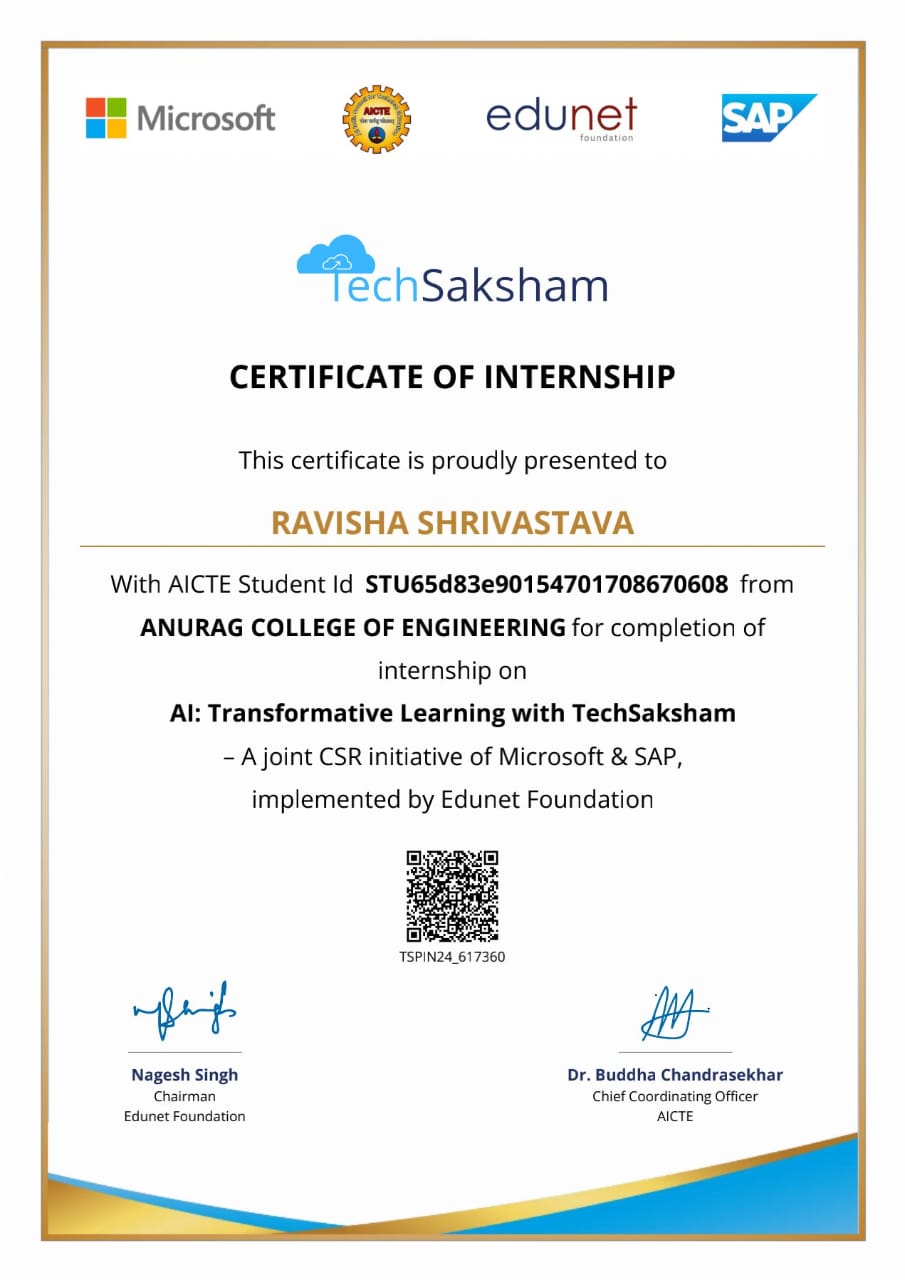 Microsoft
AICTE
edunet
foundation
SAP
TechSaksham
CERTIFICATE OF INTERNSHIP
This certificate is proudly presented to
RAVISHA SHRIVASTAVA
With AICTE Student Id STU65d83e90154701708670608 from
ANURAG COLLEGE OF ENGINEERING for completion of
internship on
AI: Transformative Learning with TechSaksham
– A joint CSR initiative of Microsoft & SAP,
implemented by Edunet Foundation
TSPIN24_617360
Nagesh Singh
Chairman
Edunet Foundation
Dr. Buddha Chandrasekhar
Chief Coordinating Officer
AICTE